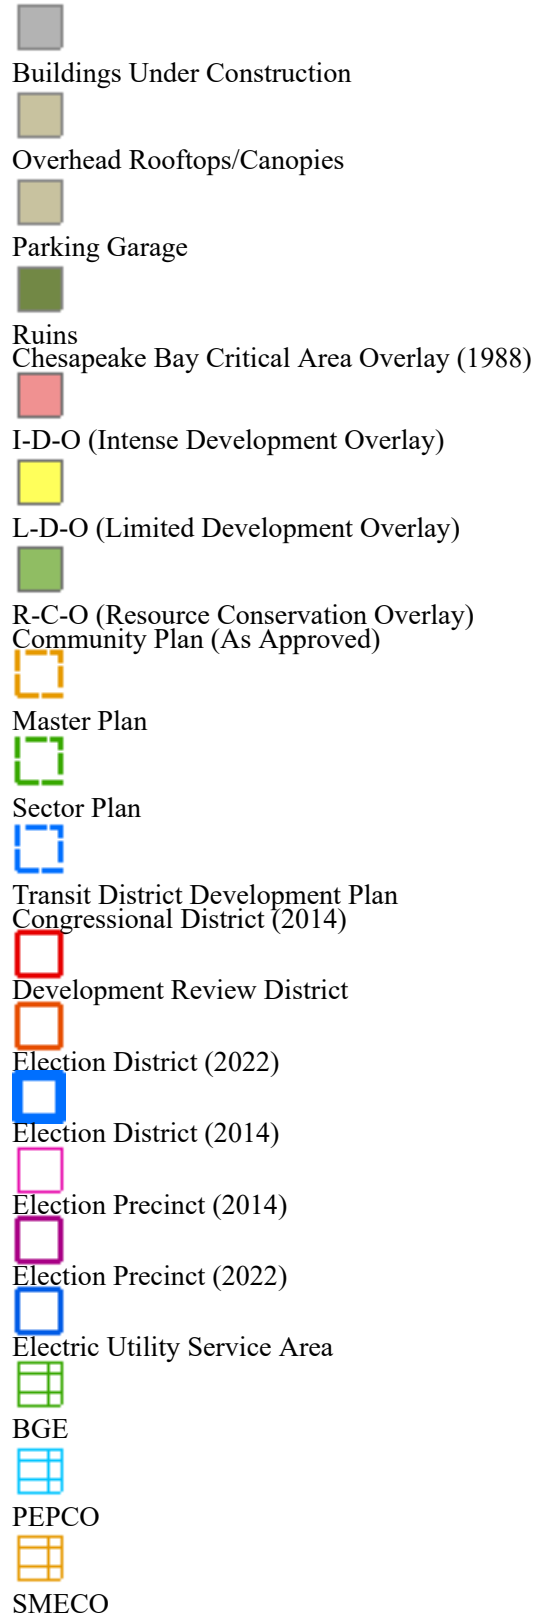 Buildings Under Construction
Overhead Rooftops/Canopies
Parking Garage
Ruins
Chesapeake Bay Critical Area Overlay (1988)
I-D-O (Intense Development Overlay)
L-D-O (Limited Development Overlay)
R-C-O (Resource Conservation Overlay)
Community Plan (As Approved)
Master Plan
Sector Plan
Transit District Development Plan
Congressional District (2014)
Development Review District
Election District (2022)
Election District (2014)
Election Precinct (2014)
Election Precinct (2022)
Electric Utility Service Area
BGE
PEPCO
SMECO